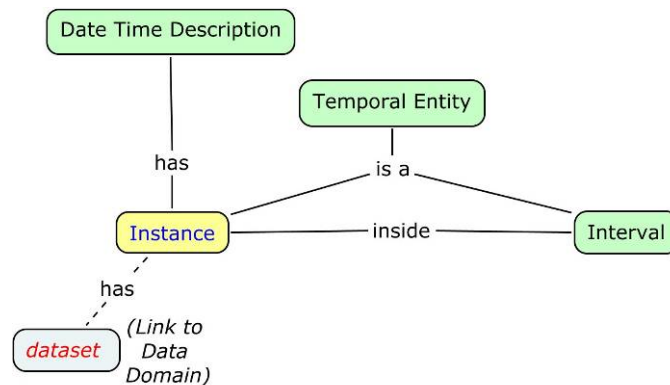 Date Time Description
Temporal Entity
has
is a
Instance
inside
Interval
has
dataset
(Link to
Data
Domain)